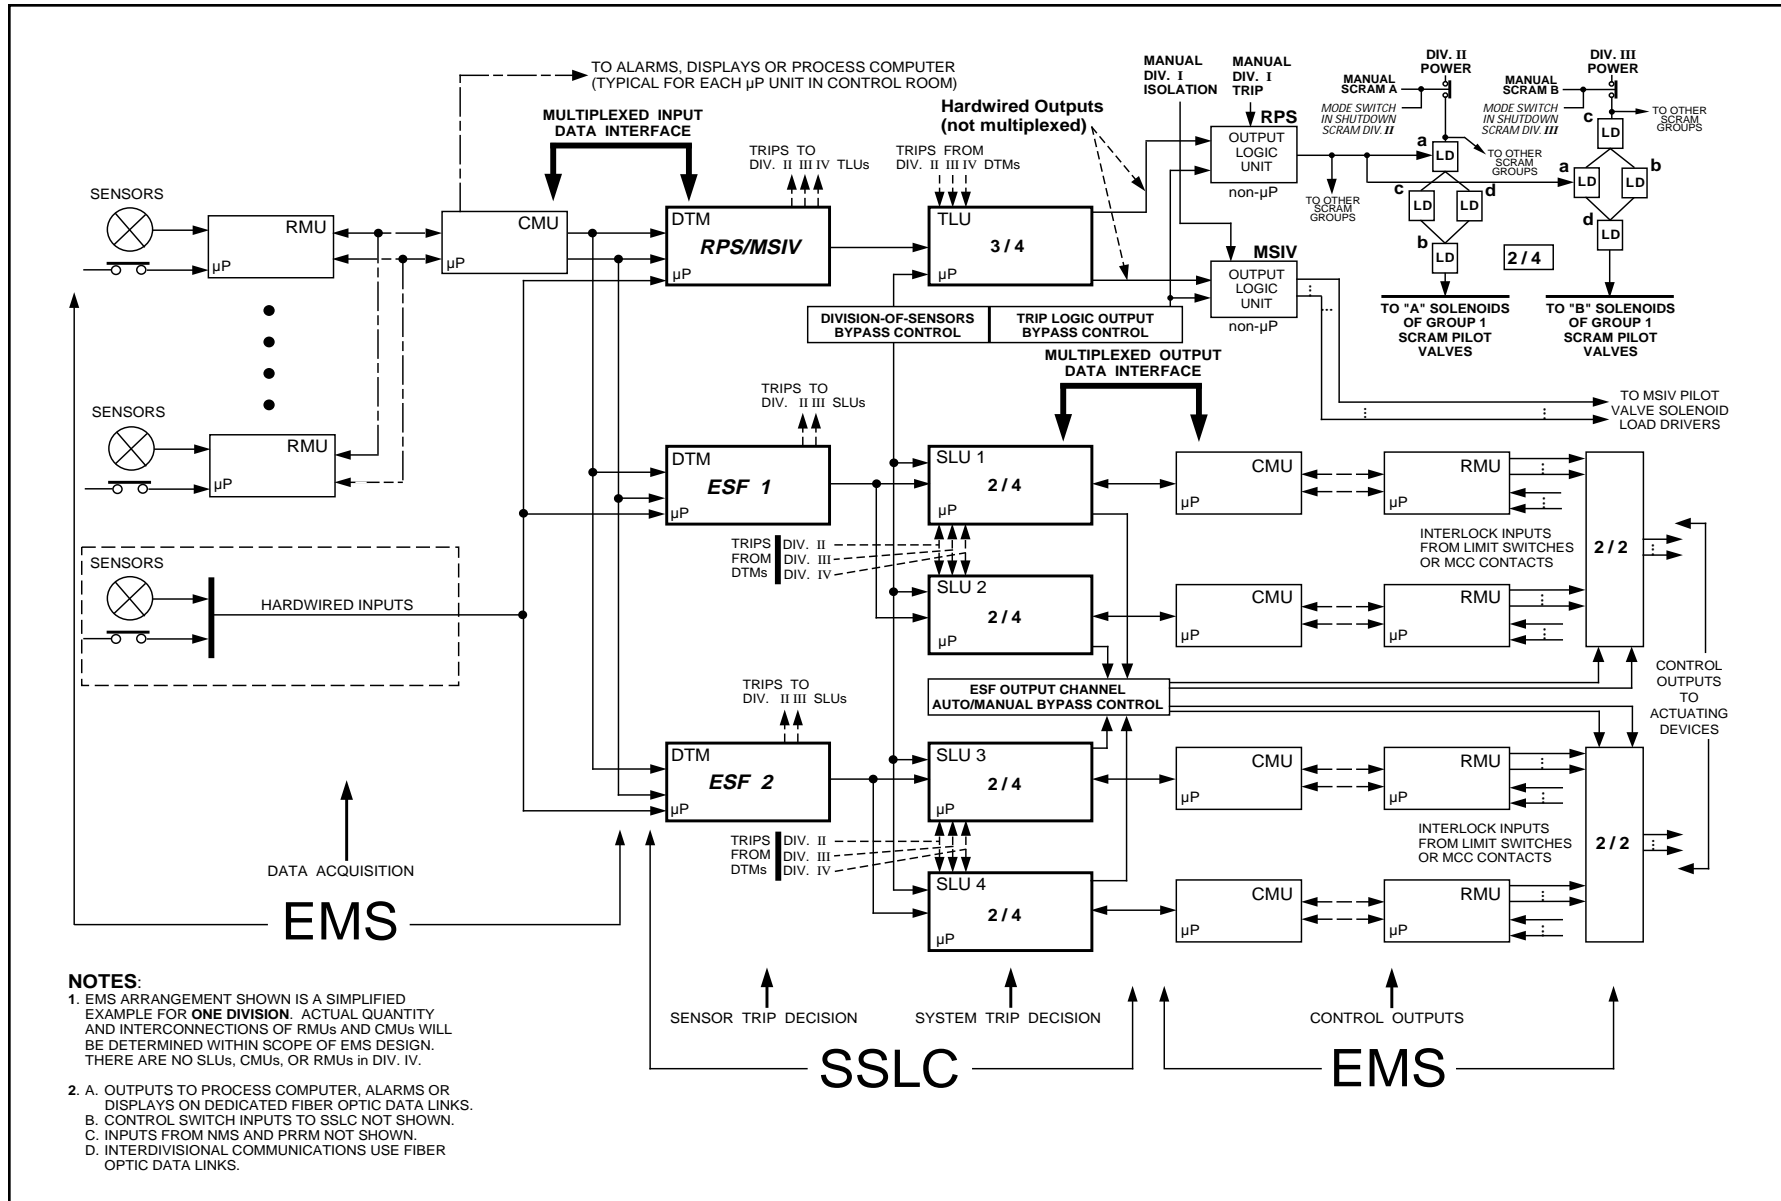 TO ALARMS, DISPLAYS OR PROCESS COMPUTER
(TYPICAL FOR EACH µP UNIT IN CONTROL ROOM)
MULTIPLEXED INPUT
DATA INTERFACE
Hardwired Outputs
(not multiplexed)
MANUAL
DIV. I
ISOLATION
MANUAL
DIV. I
TRIP
DIV. II
POWER
DIV. III
POWER
MANUAL
SCRAM A
MANUAL
SCRAM B
MODE SWITCH
IN SHUTDOWN
SCRAM DIV. II
MODE SWITCH
IN SHUTDOWN
SCRAM DIV. III
TO OTHER
SCRAM
GROUPS
TO OTHER
SCRAM
GROUPS
TO OTHER
SCRAM
GROUPS
SENSORS
RMU
µP
CMU
µP
TRIPS TO
DIV. II III IV TLUs
DTM
RPS/MSIV
µP
TRIPS FROM
DIV. II III IV DTMs
TLU
3 / 4
µP
RPS
OUTPUT
LOGIC
UNIT
non-µP
MSIV
OUTPUT
LOGIC
UNIT
non-µP
a
LD
c
LD
d
LD
b
LD
c
LD
a
LD
b
LD
d
LD
2 / 4
TO "A" SOLENOIDS
OF GROUP 1
SCRAM PILOT
VALVES
TO "B" SOLENOIDS
OF GROUP 1
SCRAM PILOT
VALVES
DIVISION-OF-SENSORS
BYPASS CONTROL
TRIP LOGIC OUTPUT
BYPASS CONTROL
MULTIPLEXED OUTPUT
DATA INTERFACE
TO MSIV PILOT
VALVE SOLENOID
LOAD DRIVERS
SENSORS
RMU
µP
TRIPS TO
DIV. II III SLUs
DTM
ESF 1
µP
SLU 1
2 / 4
µP
CMU
µP
RMU
µP
TRIPS
FROM
DTMs
DIV. II
DIV. III
DIV. IV
INTERLOCK INPUTS
FROM LIMIT SWITCHES
OR MCC CONTACTS
2 / 2
SENSORS
HARDWIRED INPUTS
SLU 2
2 / 4
µP
CMU
µP
RMU
µP
ESF OUTPUT CHANNEL
AUTO/MANUAL BYPASS CONTROL
CONTROL
OUTPUTS
TO
ACTUATING
DEVICES
TRIPS TO
DIV. II III SLUs
DTM
ESF 2
µP
SLU 3
2 / 4
µP
CMU
µP
RMU
µP
TRIPS
FROM
DTMs
DIV. II
DIV. III
DIV. IV
INTERLOCK INPUTS
FROM LIMIT SWITCHES
OR MCC CONTACTS
2 / 2
SLU 4
2 / 4
µP
CMU
µP
RMU
µP
DATA ACQUISITION
EMS
SENSOR TRIP DECISION
SYSTEM TRIP DECISION
CONTROL OUTPUTS
SSLC
EMS
NOTES:
1. EMS ARRANGEMENT SHOWN IS A SIMPLIFIED
EXAMPLE FOR ONE DIVISION. ACTUAL QUANTITY
AND INTERCONNECTIONS OF RMUs AND CMUs WILL
BE DETERMINED WITHIN SCOPE OF EMS DESIGN.
THERE ARE NO SLUs, CMUs, OR RMUs in DIV. IV.
2. A. OUTPUTS TO PROCESS COMPUTER, ALARMS OR
DISPLAYS ON DEDICATED FIBER OPTIC DATA LINKS.
B. CONTROL SWITCH INPUTS TO SSLC NOT SHOWN.
C. INPUTS FROM NMS AND PRRM NOT SHOWN.
D. INTERDIVISIONAL COMMUNICATIONS USE FIBER
OPTIC DATA LINKS.